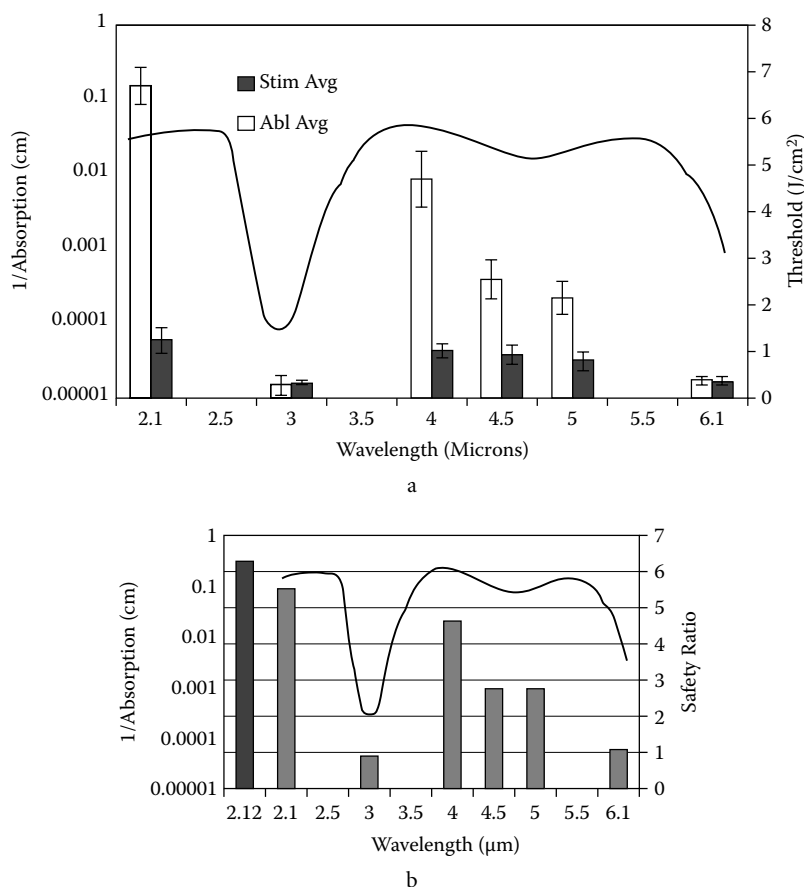 1
0.1
0.01
0.001
0.0001
0.00001
1/Absorption (cm)
Stim Avg
Abl Avg
8
7
6
5
4
3
2
1
0
Threshold (J/cm²)
2.1 2.5 3 3.5 4 4.5 5 5.5 6.1
Wavelength (Microns)
a
1
0.1
0.01
0.001
0.0001
0.00001
1/Absorption (cm)
7
6
5
4
3
2
1
0
Safety Ratio
2.12 2.1 2.5 3 3.5 4 4.5 5 5.5 6.1
Wavelength (μm)
b